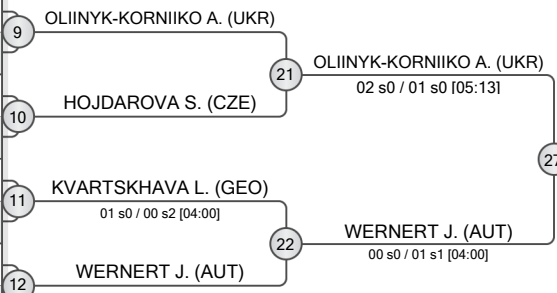 OLIINYK-KORNIIKO A. (UKR)
9
OLIINYK-KORNIIKO A. (UKR)
21
02 s0 / 01 s0 [05:13]
HOJDAROVA S. (CZE)
10
27
KVARTSKHAVA L. (GEO)
11
01 s0 / 00 s2 [04:00]
WERNERT J. (AUT)
22
00 s0 / 01 s1 [04:00]
WERNERT J. (AUT)
12